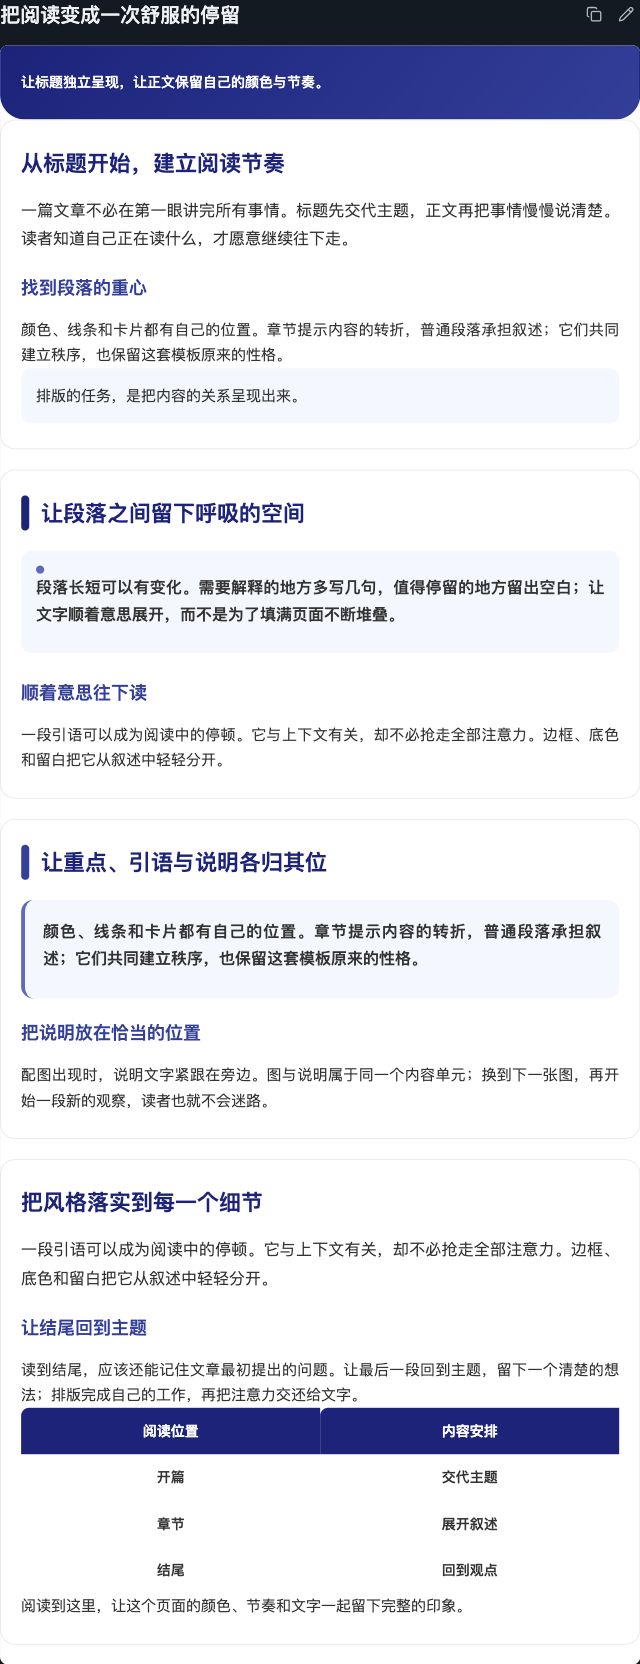 把阅读变成一次舒服的停留
让标题独立呈现，让正文保留自己的颜色与节奏。
从标题开始，建立阅读节奏
一篇文章不必在第一眼讲完所有事情。标题先交代主题，正文再把事情慢慢说清楚。
读者知道自己正在读什么，才愿意继续往下走。
找到段落的重心
颜色、线条和卡片都有自己的位置。章节提示内容的转折，普通段落承担叙述；它们共同
建立秩序，也保留这套模板原来的性格。
排版的任务，是把内容的关系呈现出来。
让段落之间留下呼吸的空间
段落长短可以有变化。需要解释的地方多写几句，值得停留的地方留出空白；让
文字顺着意思展开，而不是为了填满页面不断堆叠。
顺着意思往下读
一段引语可以成为阅读中的停顿。它与上下文有关，却不必抢走全部注意力。边框、底色
和留白把它从叙述中轻轻分开。
让重点、引语与说明各归其位
颜色、线条和卡片都有自己的位置。章节提示内容的转折，普通段落承担叙
述；它们共同建立秩序，也保留这套模板原来的性格。
把说明放在恰当的位置
配图出现时，说明文字紧跟在旁边。图与说明属于同一个内容单元；换到下一张图，再开
始一段新的观察，读者也就不会迷路。
把风格落实到每一个细节
一段引语可以成为阅读中的停顿。它与上下文有关，却不必抢走全部注意力。边框、
底色和留白把它从叙述中轻轻分开。
让结尾回到主题
读到结尾，应该还能记住文章最初提出的问题。让最后一段回到主题，留下一个清楚的想
法；排版完成自己的工作，再把注意力交还给文字。
阅读位置 内容安排
开篇 交代主题
章节 展开叙述
结尾 回到观点
阅读到这里，让这个页面的颜色、节奏和文字一起留下完整的印象。